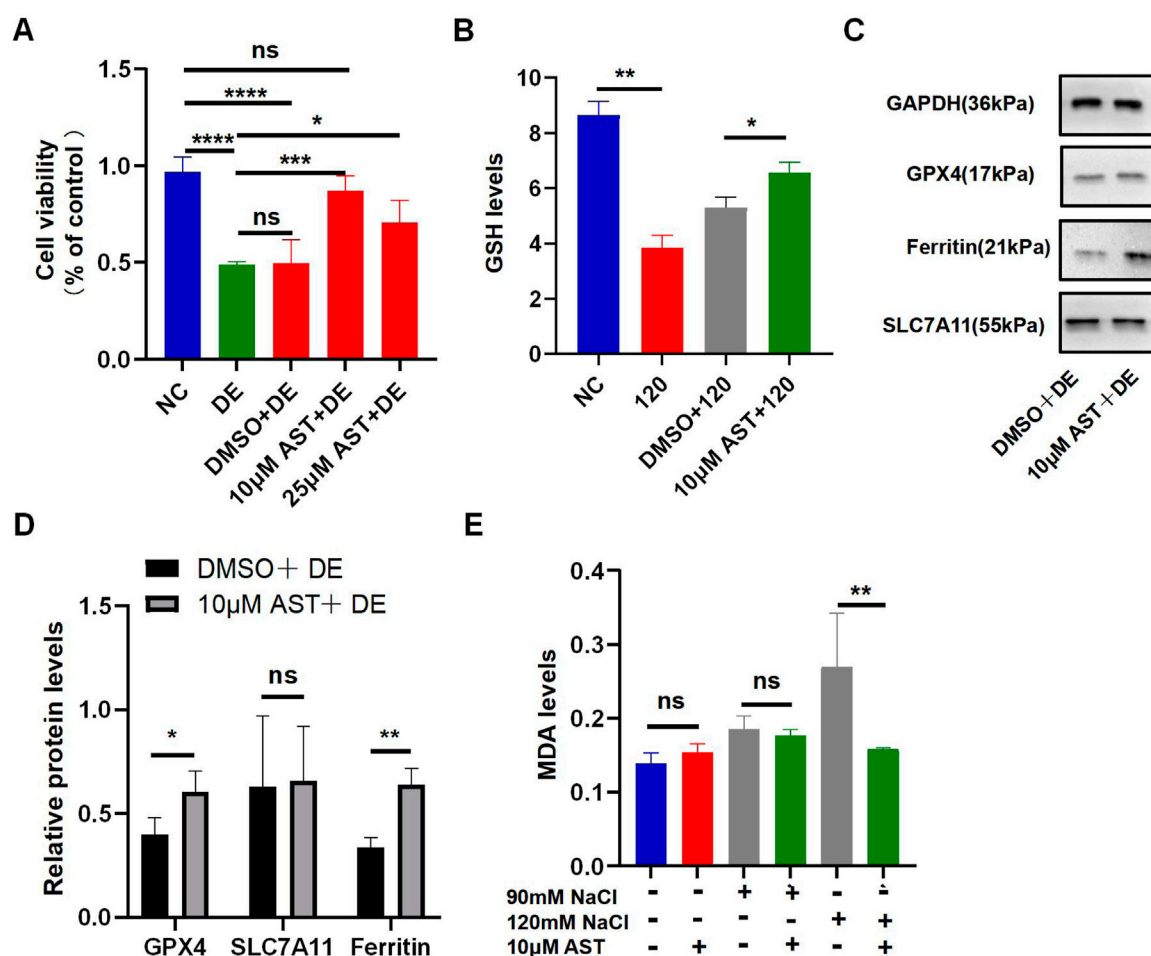 A
ns
****
*
****
***
ns
1.5
1.0
0.5
0.0
Cell viability
( % of control )
NC
DE
DMSO+DE
10μM AST+DE
25μM AST+DE
B
**
*
10
8
6
4
2
0
GSH levels
NC
120
DMSO+120
10μM AST+120
C
GAPDH(36kPa)
GPX4(17kPa)
Ferritin(21kPa)
SLC7A11(55kPa)
DMSO+DE
10μM AST+DE
D
DMSO+ DE
10μM AST+ DE
1.5
1.0
0.5
0.0
Relative protein levels
*
ns
**
GPX4 SLC7A11 Ferritin
E
0.4
0.3
0.2
0.1
0.0
MDA levels
ns
ns
**
90mM NaCl - - + + - -
120mM NaCl - - - - + +
10μM AST - + - + - +